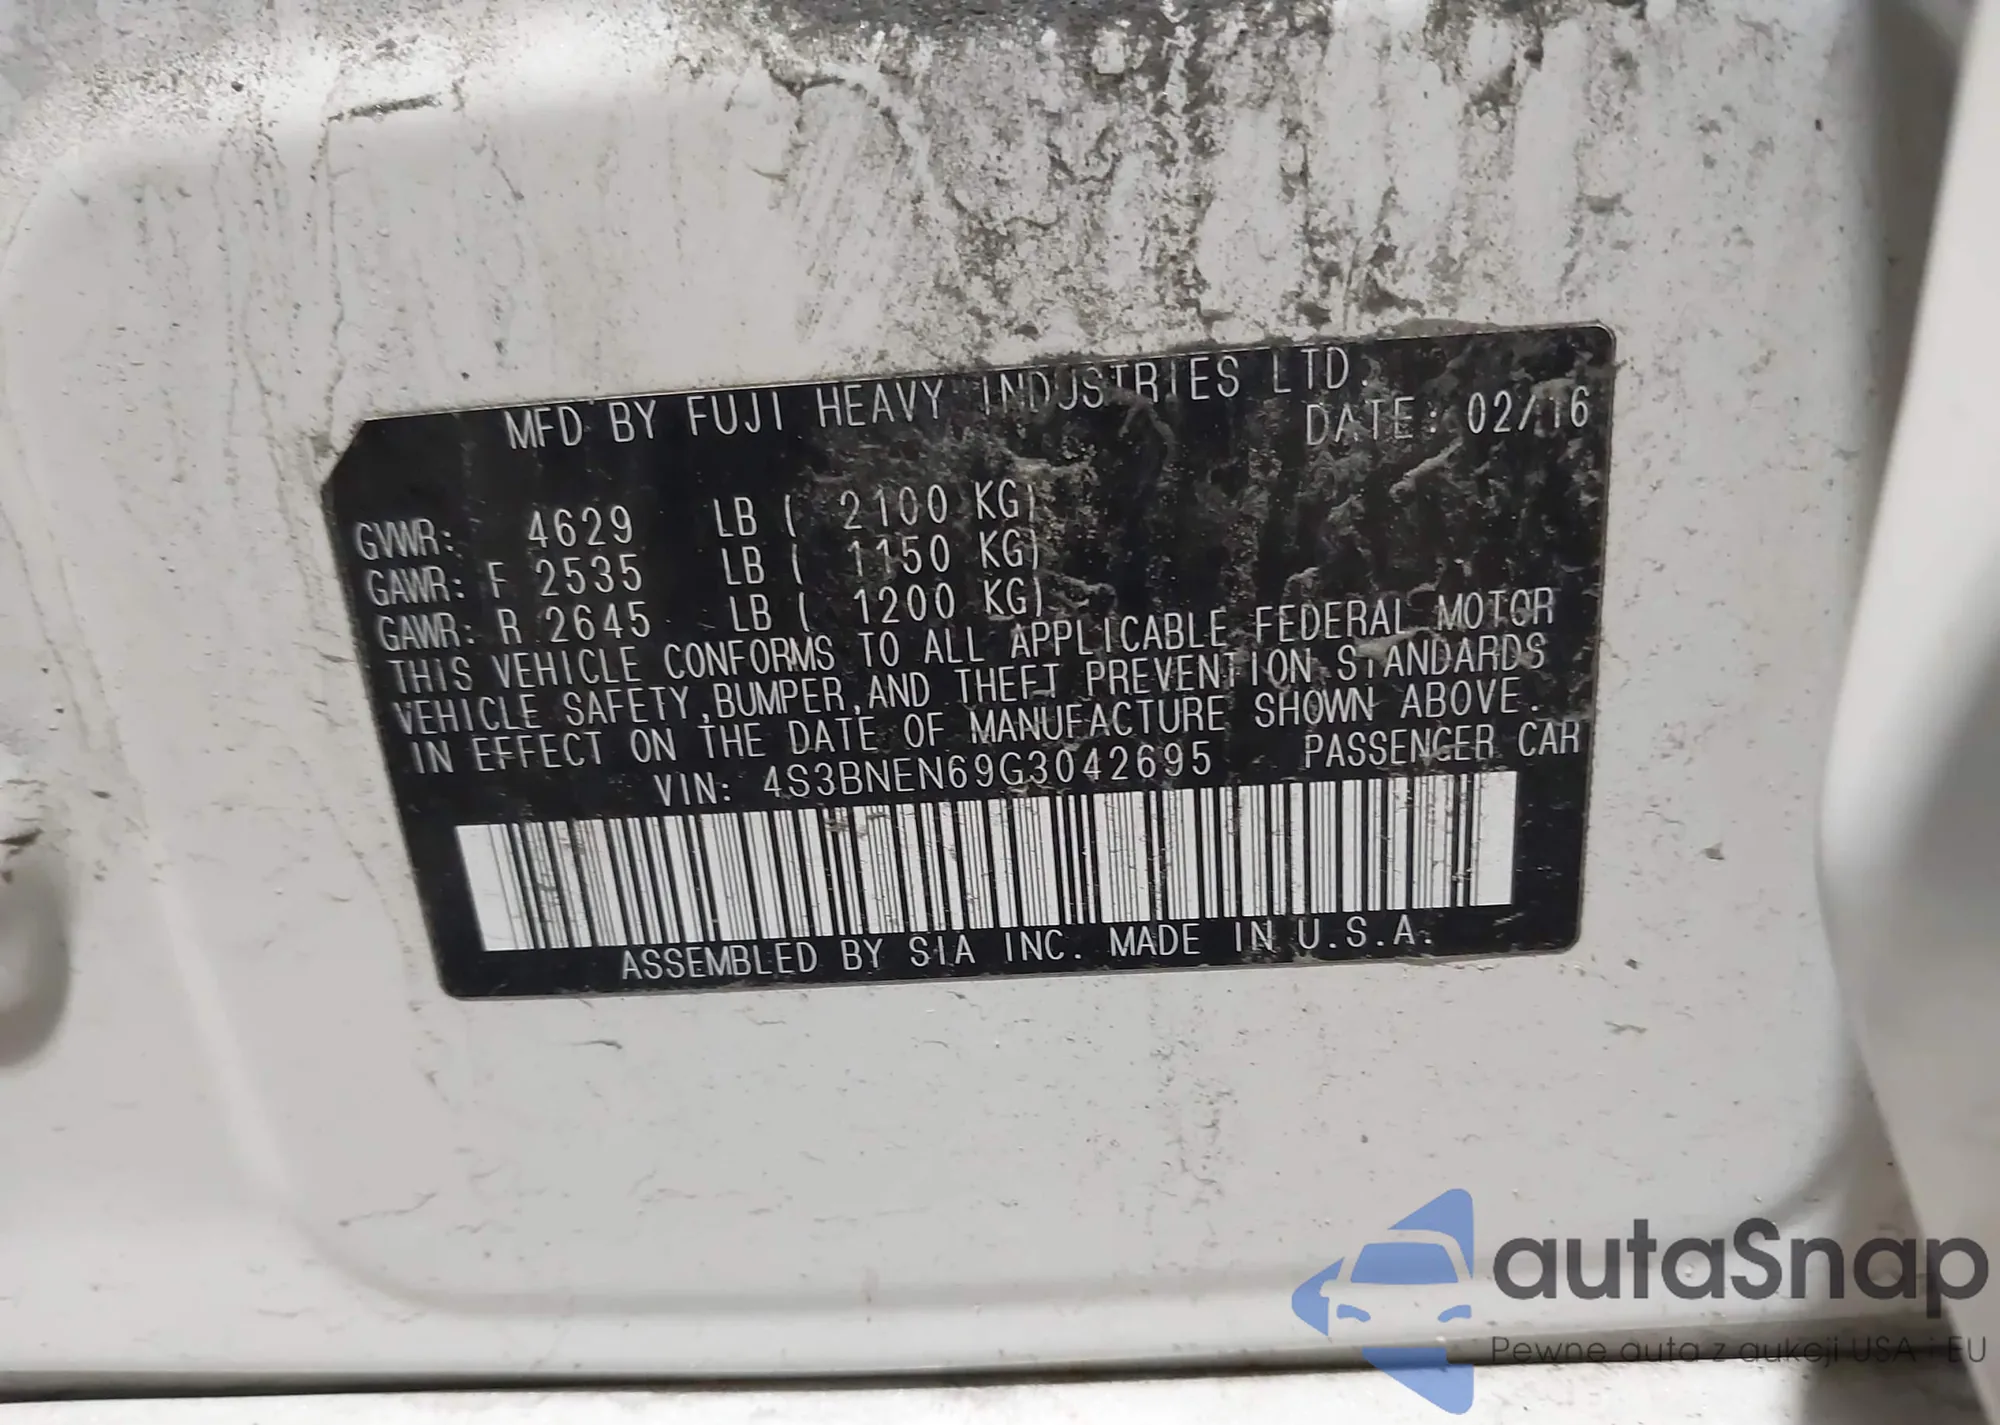 MFD BY FUJI HEAVY INDUSTRIES LTD.
DATE: 02/16
GVWR: 4629 LB ( 2100 KG)
GAWR: F 2535 LB ( 1150 KG)
GAWR: R 2645 LB ( 1200 KG)
THIS VEHICLE CONFORMS TO ALL APPLICABLE FEDERAL MOTOR
VEHICLE SAFETY,BUMPER,AND THEFT PREVENTION STANDARDS
IN EFFECT ON THE DATE OF MANUFACTURE SHOWN ABOVE.
VIN: 4S3BNEN69G3042695 PASSENGER CAR
ASSEMBLED BY SIA INC. MADE IN U.S.A.
autaSnap
Pewne auta z aukcji USA i EU